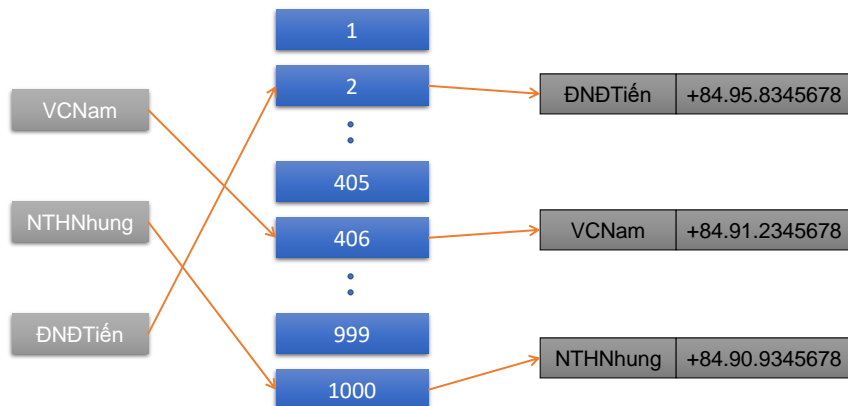 VCNam
NTHNhung
ĐNĐTiến
1
2
405
406
999
1000
ĐNĐTiến +84.95.8345678
VCNam +84.91.2345678
NTHNhung +84.90.9345678